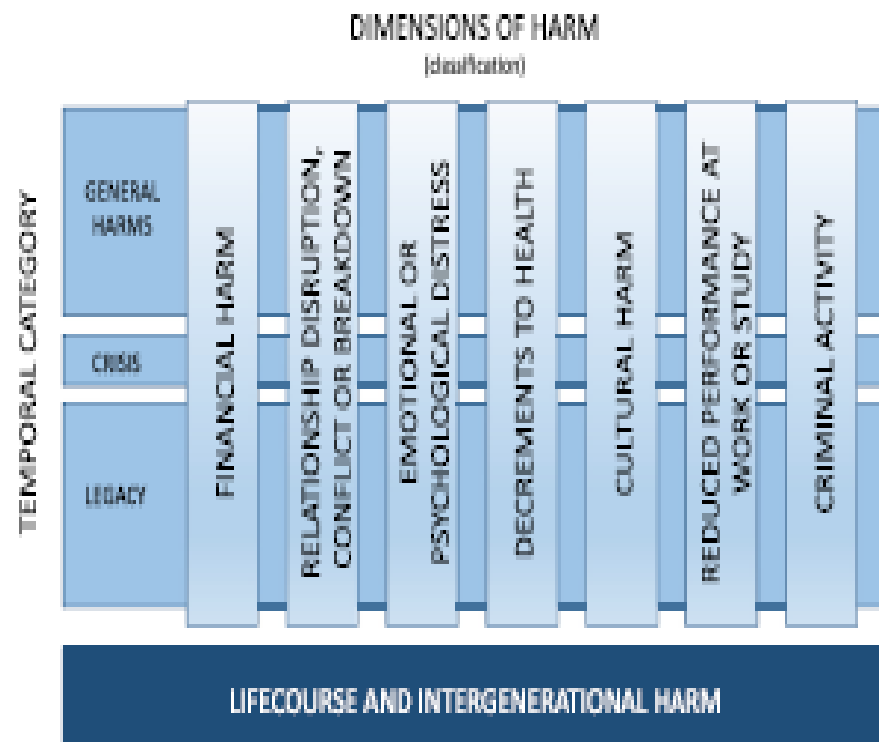 DIMENSIONS OF HARM
(classification)
TEMPORAL CATEGORY
GENERAL
HARMS
CRISIS
LEGACY
FINANCIAL HARM
RELATIONSHIP DISRUPTION,
CONFLICT OR BREAKDOWN
EMOTIONAL OR
PSYCHOLOGICAL DISTRESS
DECREMENTS TO HEALTH
CULTURAL HARM
REDUCED PERFORMANCE AT
WORK OR STUDY
CRIMINAL ACTIVITY
LIFECOURSE AND INTERGENERATIONAL HARM